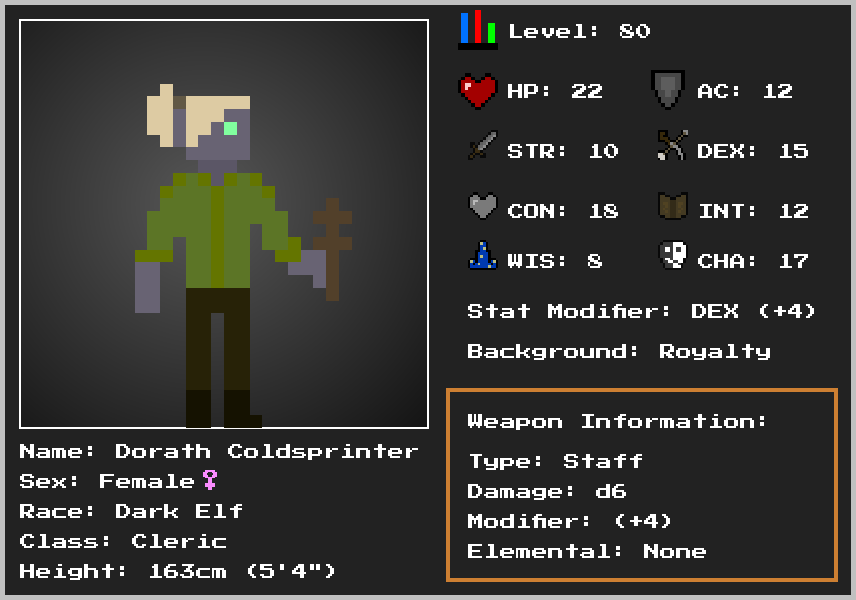 Level: 80
HP: 22 AC: 12
STR: 10 DEX: 15
CON: 18 INT: 12
WIS: 8 CHA: 17
Stat Modifier: DEX (+4)
Background: Royalty
Weapon Information:
Type: Staff
Damage: d6
Modifier: (+4)
Elemental: None
Name: Dorath Coldsprinter
Sex: Female♀
Race: Dark Elf
Class: Cleric
Height: 163cm (5'4")